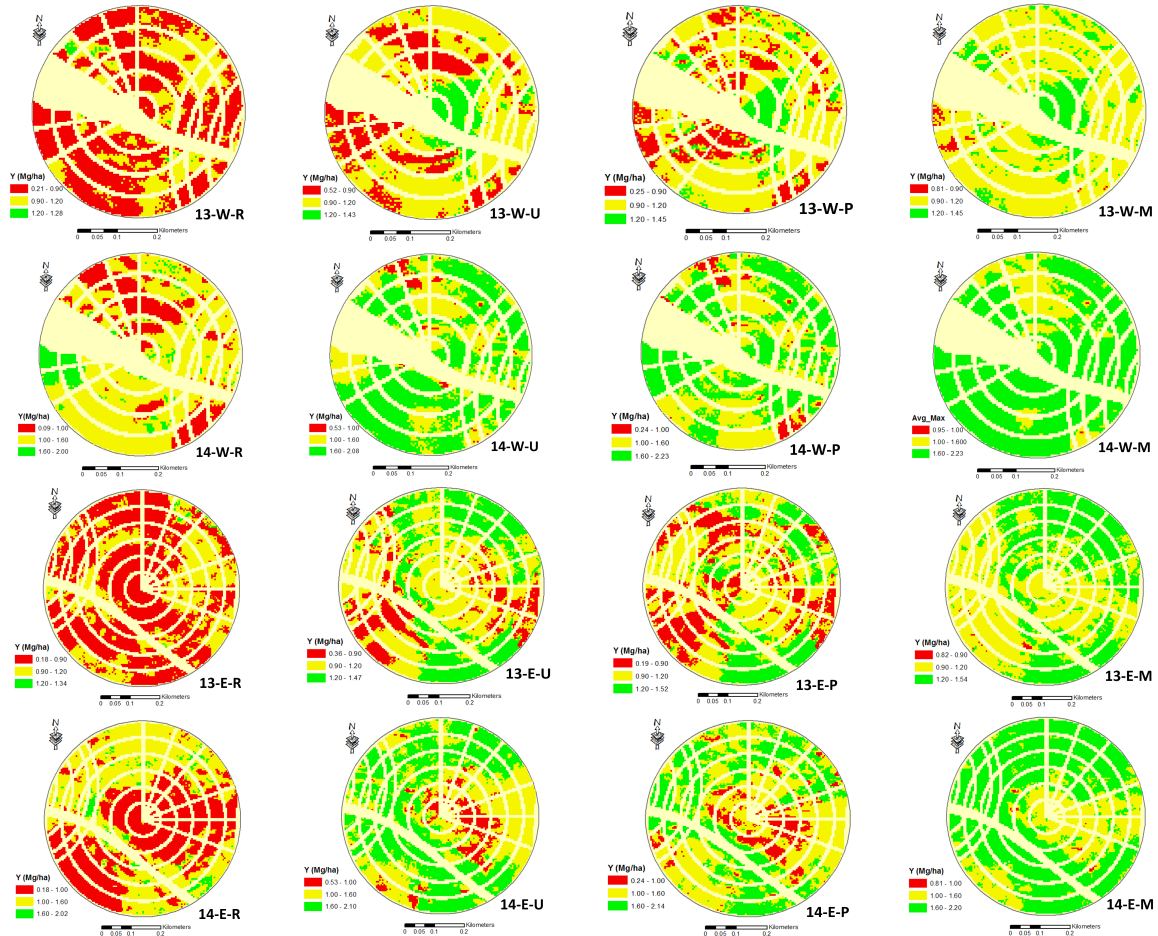 N
N
N
N
Y (Mg/ha)
0.21 - 0.90
0.90 - 1.20
1.20 - 1.28
13-W-R
0 0.05 0.1 0.2
Kilometers
Y (Mg/ha)
0.52 - 0.90
0.90 - 1.20
1.20 - 1.43
13-W-U
0 0.05 0.1 0.2
Kilometers
Y (Mg/ha)
0.25 - 0.90
0.90 - 1.20
1.20 - 1.45
13-W-P
0 0.05 0.1 0.2
Kilometers
Y (Mg/ha)
0.81 - 0.90
0.90 - 1.20
1.20 - 1.45
13-W-M
0 0.05 0.1 0.2
Kilometers
N
N
N
N
Y(Mg/ha)
0.09 - 1.00
1.00 - 1.60
1.60 - 2.00
14-W-R
0 0.05 0.1 0.2
Kilometers
Y (Mg/ha)
0.53 - 1.00
1.00 - 1.60
1.60 - 2.08
14-W-U
0 0.05 0.1 0.2
Kilometers
Y (Mg/ha)
0.24 - 1.00
1.00 - 1.60
1.60 - 2.23
14-W-P
0 0.05 0.1 0.2
Kilometers
Avg_Max
0.95 - 1.00
1.00 - 1.600
1.60 - 2.23
14-W-M
0 0.05 0.1 0.2
Kilometers
N
N
N
N
Y (Mg/ha)
0.18 - 0.90
0.90 - 1.20
1.20 - 1.34
13-E-R
0 0.05 0.1 0.2
Kilometers
Y (Mg/ha)
0.36 - 0.90
0.90 - 1.20
1.20 - 1.47
13-E-U
0 0.05 0.1 0.2
Kilometers
Y (Mg/ha)
0.19 - 0.90
0.90 - 1.20
1.20 - 1.52
13-E-P
0 0.05 0.1 0.2
Kilometers
Y (Mg/ha)
0.82 - 0.90
0.90 - 1.20
1.20 - 1.54
13-E-M
0 0.05 0.1 0.2
Kilometers
N
N
N
N
Y (Mg/ha)
0.18 - 1.00
1.00 - 1.60
1.60 - 2.02
14-E-R
0 0.05 0.1 0.2
Kilometers
Y (Mg/ha)
0.53 - 1.00
1.00 - 1.60
1.60 - 2.10
14-E-U
0 0.05 0.1 0.2
Kilometers
Y (Mg/ha)
0.24 - 1.00
1.00 - 1.60
1.60 - 2.14
14-E-P
0 0.05 0.1 0.2
Kilometers
Y (Mg/ha)
0.81 - 1.00
1.00 - 1.60
1.60 - 2.20
14-E-M
0 0.05 0.1 0.2
Kilometers